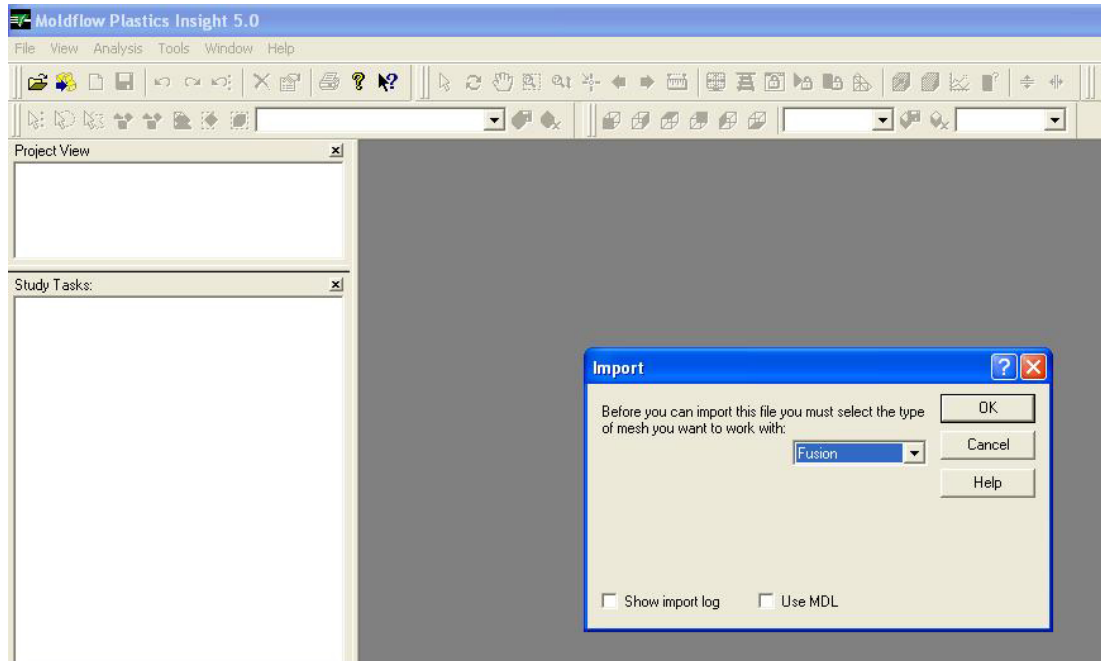 Moldflow Plastics Insight 5.0
File View Analysis Tools Window Help
Project View
Study Tasks:
Import
Before you can import this file you must select the type
of mesh you want to work with:
Fusion
OK
Cancel
Help
Show import log
Use MDL